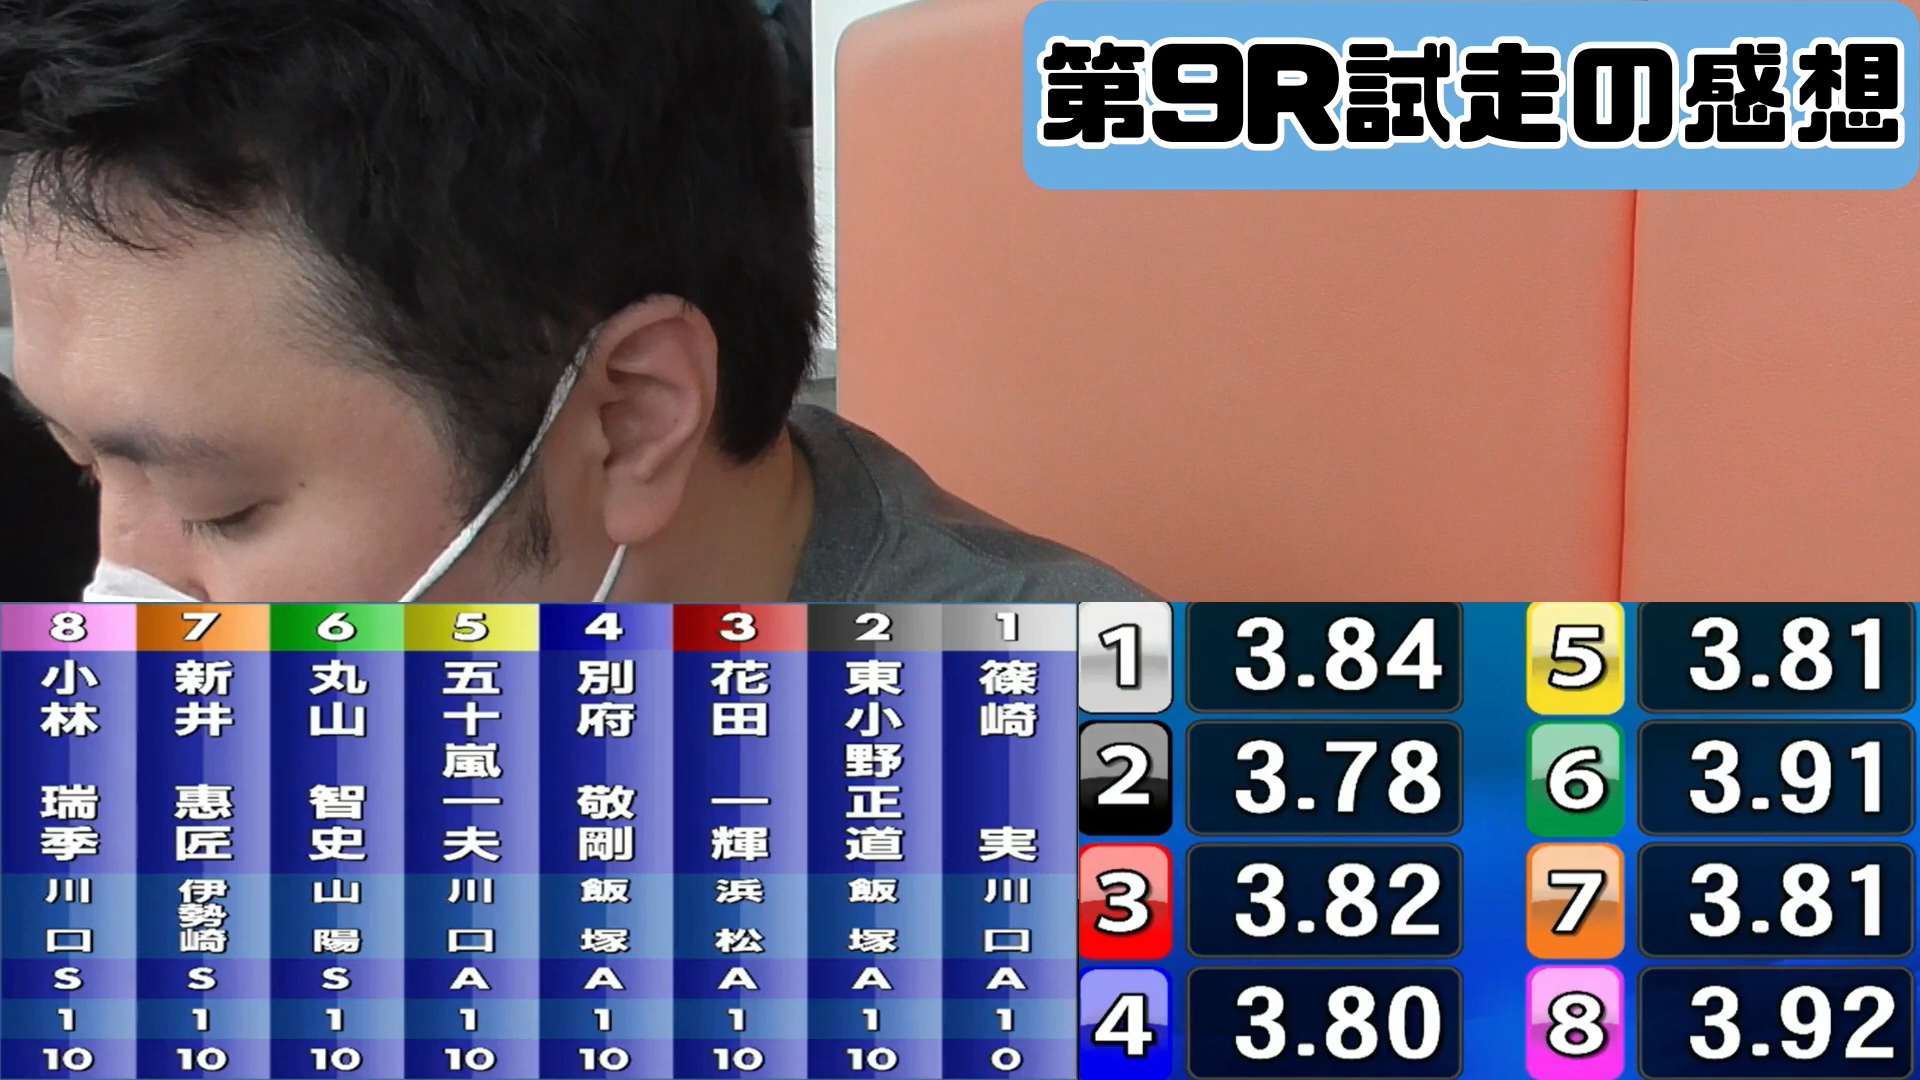 第9R試走の感想
8 7 6 5 4 3 2 1
小林 瑞季
新井 恵匠
丸山 智史
五十嵐一夫
別府 敬剛
花田 一輝
東小野正道
篠崎 実
川口 伊勢崎 山陽 川口 飯塚 浜松 飯塚 川口
S S S A A A A A
1 1 1 1 1 1 1 1
10 10 10 10 10 10 10 0
1 3.84 5 3.81
2 3.78 6 3.91
3 3.82 7 3.81
4 3.80 8 3.92